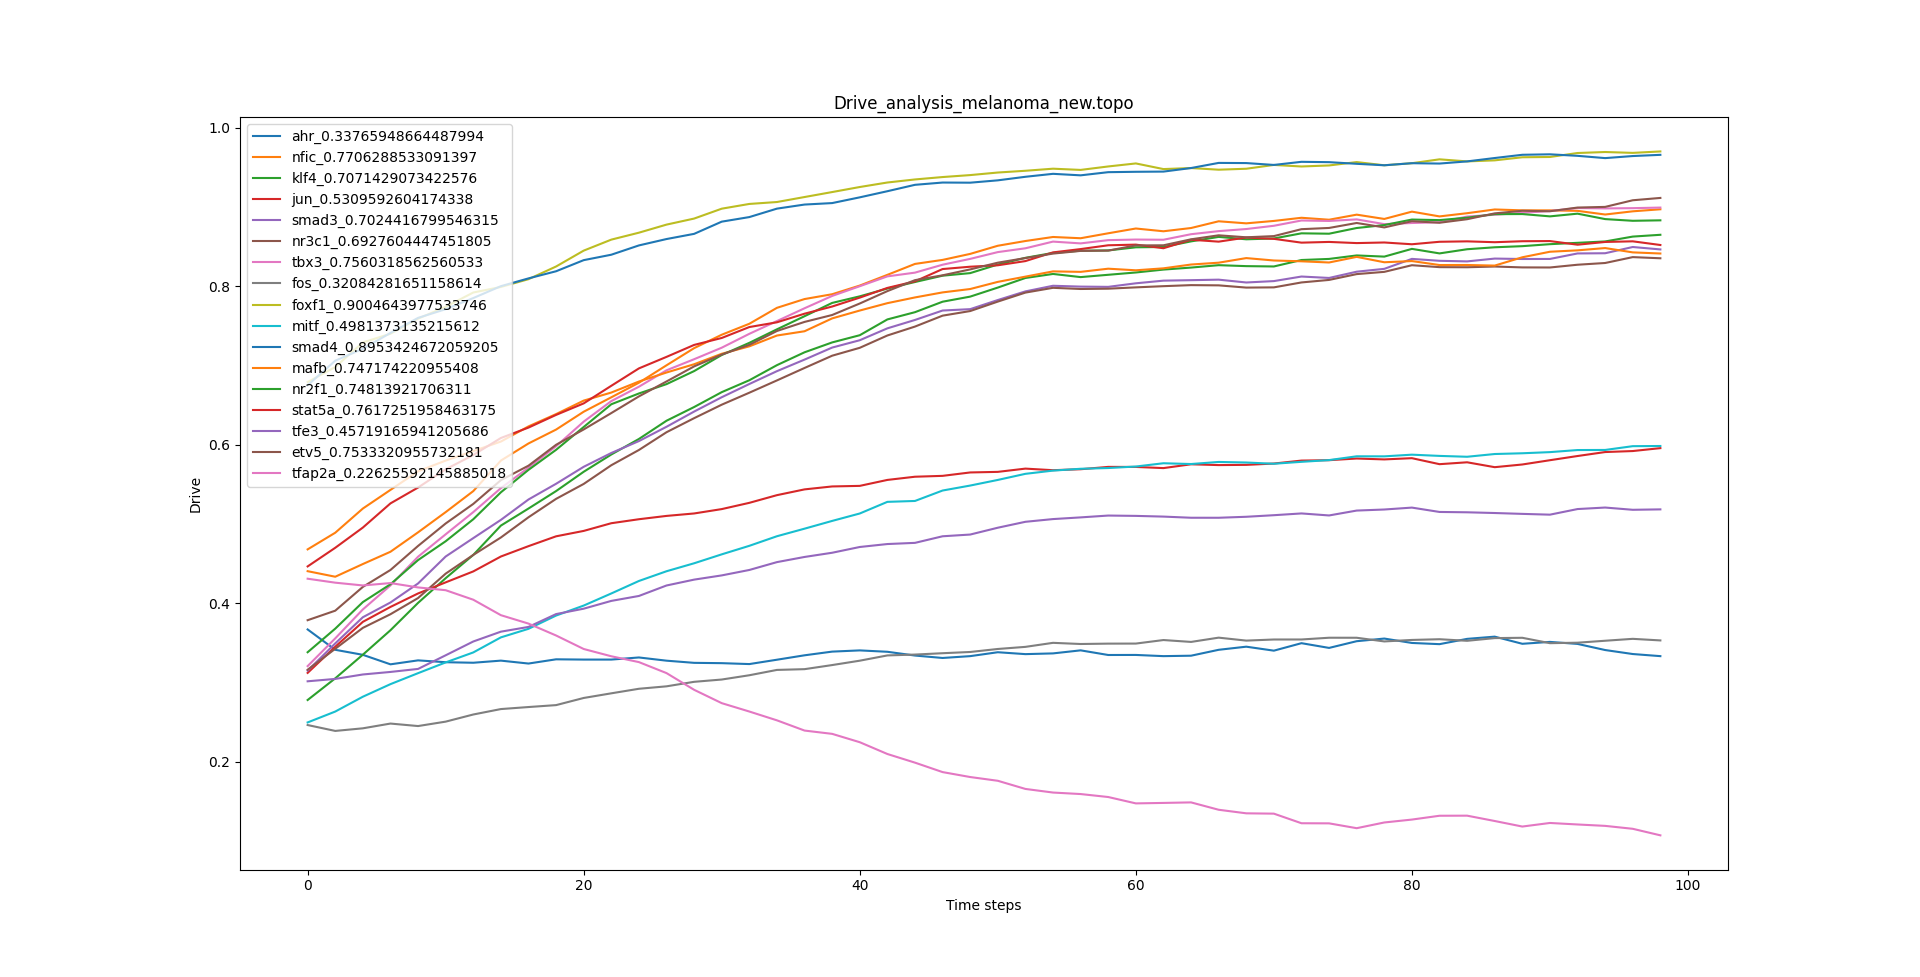 Drive_analysis_melanoma_new.topo
1.0
0.8
0.6
0.4
0.2
Drive
ahr_0.33765948664487994
nfic_0.7706288533091397
klf4_0.7071429073422576
jun_0.5309592604174338
smad3_0.7024416799546315
nr3c1_0.6927604447451805
tbx3_0.7560318562560533
fos_0.32084281651158614
foxf1_0.9004643977533746
mitf_0.4981373135215612
smad4_0.8953424672059205
mafb_0.747174220955408
nr2f1_0.74813921706311
stat5a_0.7617251958463175
tfe3_0.45719165941205686
etv5_0.7533320955732181
tfap2a_0.22625592145885018
0 20 40 60 80 100
Time steps